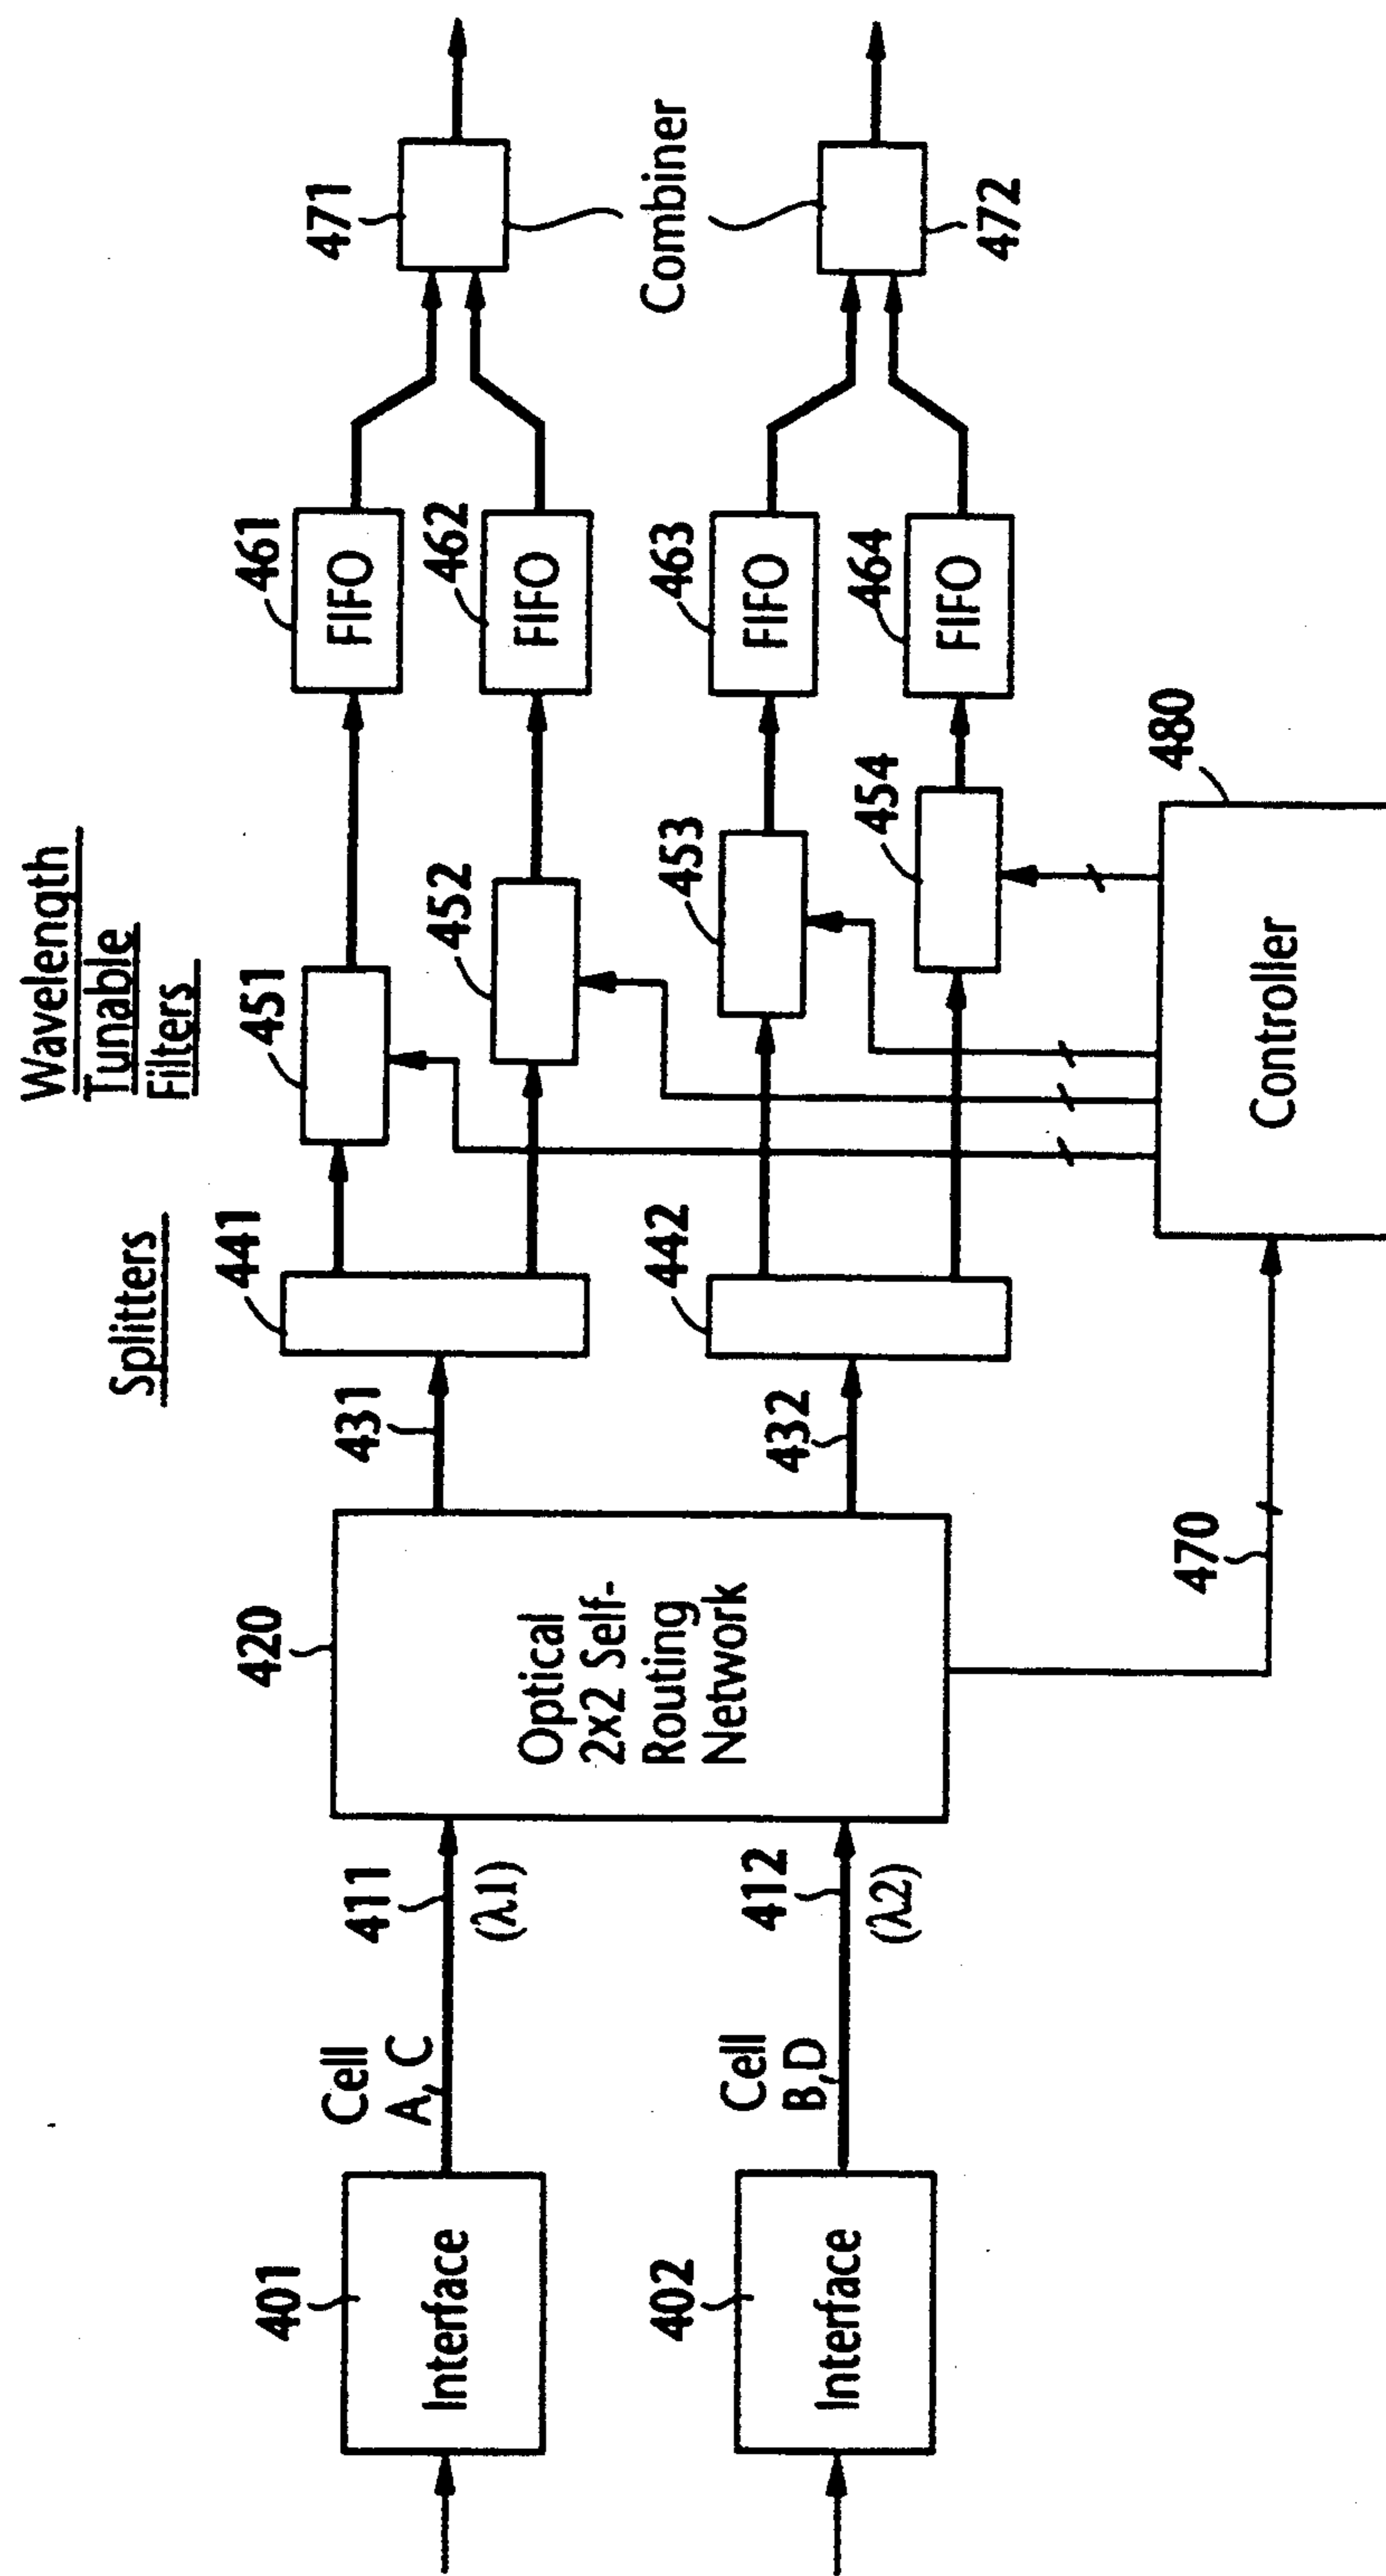 401
Interface
402
Interface
Cell
A, C
411
(λ1)
Cell
B,D
412
(λ2)
420
Optical
2x2 Self-
Routing
Network
431
432
470
Splitters
441
442
Wavelength
Tunable
Filters
451
452
453
454
480
Controller
461
FIFO
462
FIFO
463
FIFO
464
FIFO
471
Combiner
472